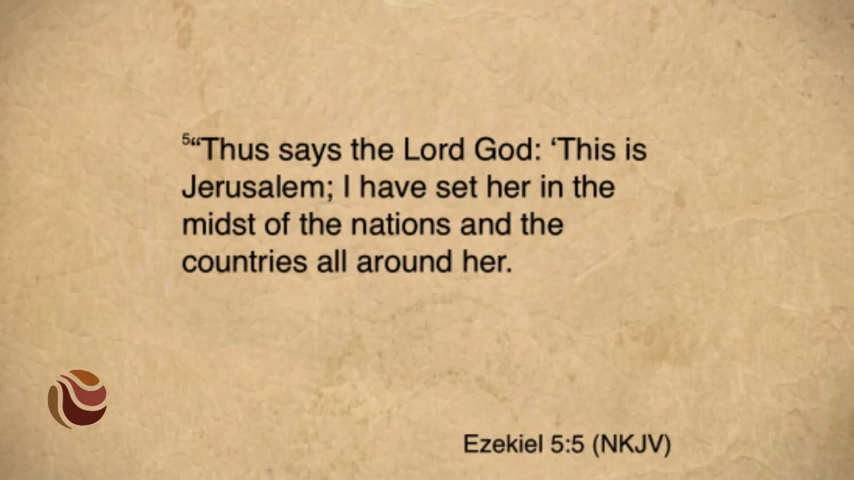 ⁵“Thus says the Lord God: ‘This is
Jerusalem; I have set her in the
midst of the nations and the
countries all around her.
Ezekiel 5:5 (NKJV)